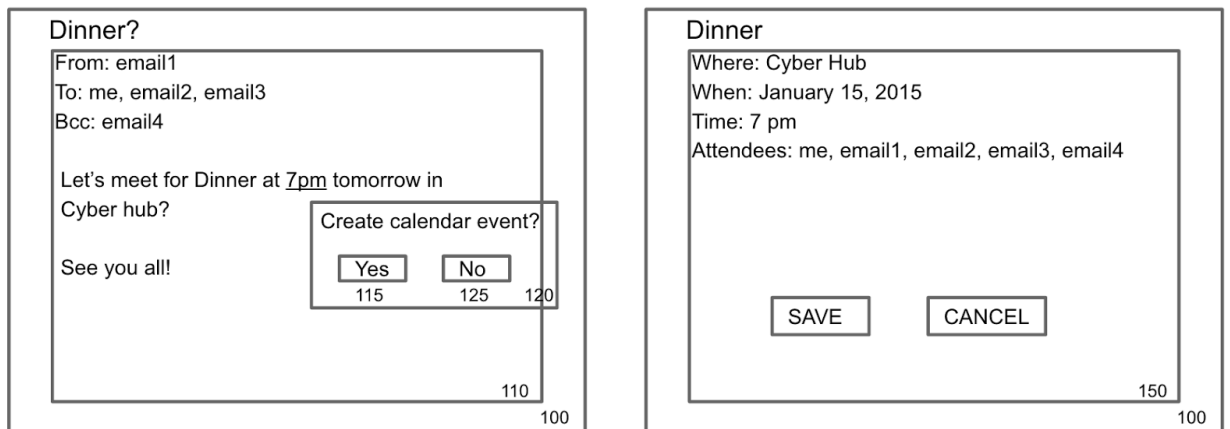 Dinner?
From: email1
To: me, email2, email3
Bcc: email4
Let's meet for Dinner at 7pm tomorrow in
Cyber hub?
See you all!
Create calendar event?
Yes
No
115
125
120
110
100
Dinner
Where: Cyber Hub
When: January 15, 2015
Time: 7 pm
Attendees: me, email1, email2, email3, email4
SAVE
CANCEL
150
100